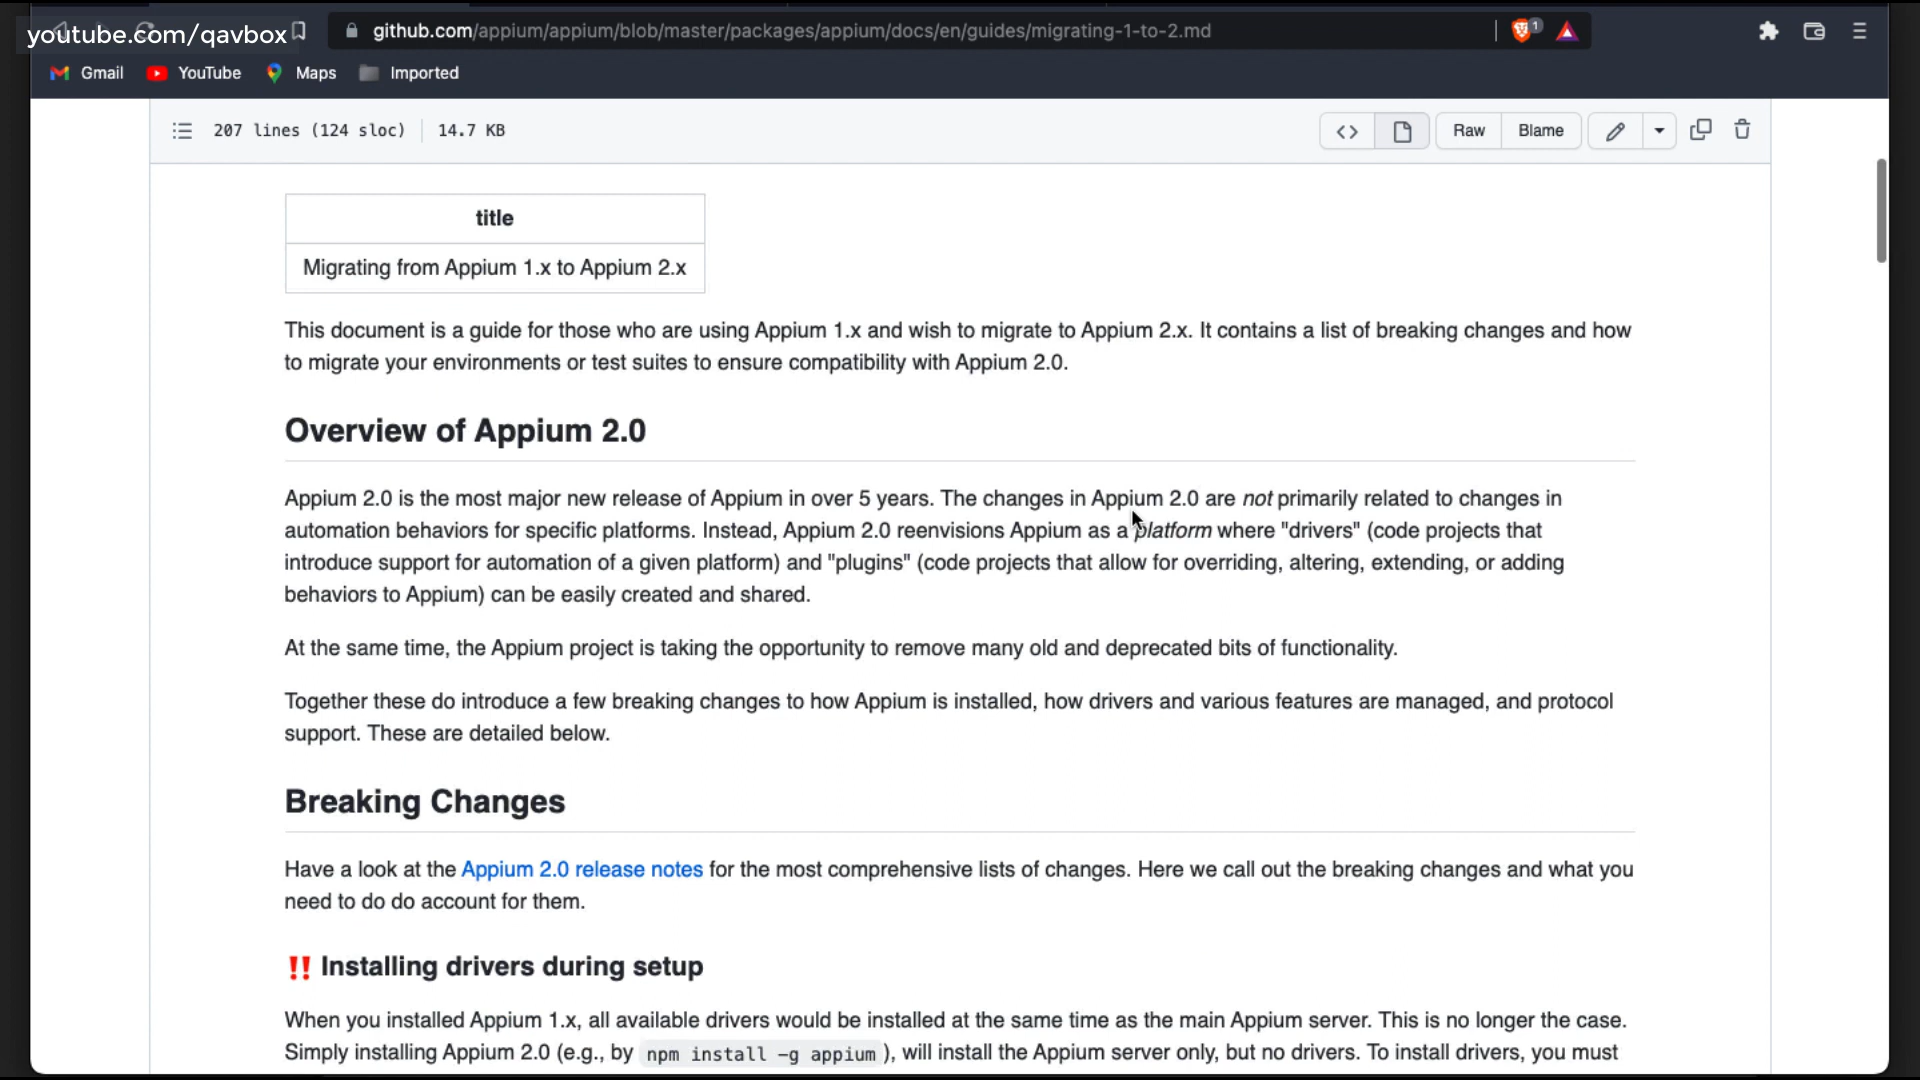 youtube.com/qavbox
github.com/appium/appium/blob/master/packages/appium/docs/en/guides/migrating-1-to-2.md
1
Gmail YouTube Maps Imported
207 lines (124 sloc) 14.7 KB
Raw Blame
title
Migrating from Appium 1.x to Appium 2.x
This document is a guide for those who are using Appium 1.x and wish to migrate to Appium 2.x. It contains a list of breaking changes and how
to migrate your environments or test suites to ensure compatibility with Appium 2.0.
Overview of Appium 2.0
Appium 2.0 is the most major new release of Appium in over 5 years. The changes in Appium 2.0 are not primarily related to changes in
automation behaviors for specific platforms. Instead, Appium 2.0 reenvisions Appium as a platform where "drivers" (code projects that
introduce support for automation of a given platform) and "plugins" (code projects that allow for overriding, altering, extending, or adding
behaviors to Appium) can be easily created and shared.
At the same time, the Appium project is taking the opportunity to remove many old and deprecated bits of functionality.
Together these do introduce a few breaking changes to how Appium is installed, how drivers and various features are managed, and protocol
support. These are detailed below.
Breaking Changes
Have a look at the Appium 2.0 release notes for the most comprehensive lists of changes. Here we call out the breaking changes and what you
need to do do account for them.
‼️ Installing drivers during setup
When you installed Appium 1.x, all available drivers would be installed at the same time as the main Appium server. This is no longer the case.
Simply installing Appium 2.0 (e.g., by npm install -g appium ), will install the Appium server only, but no drivers. To install drivers, you must